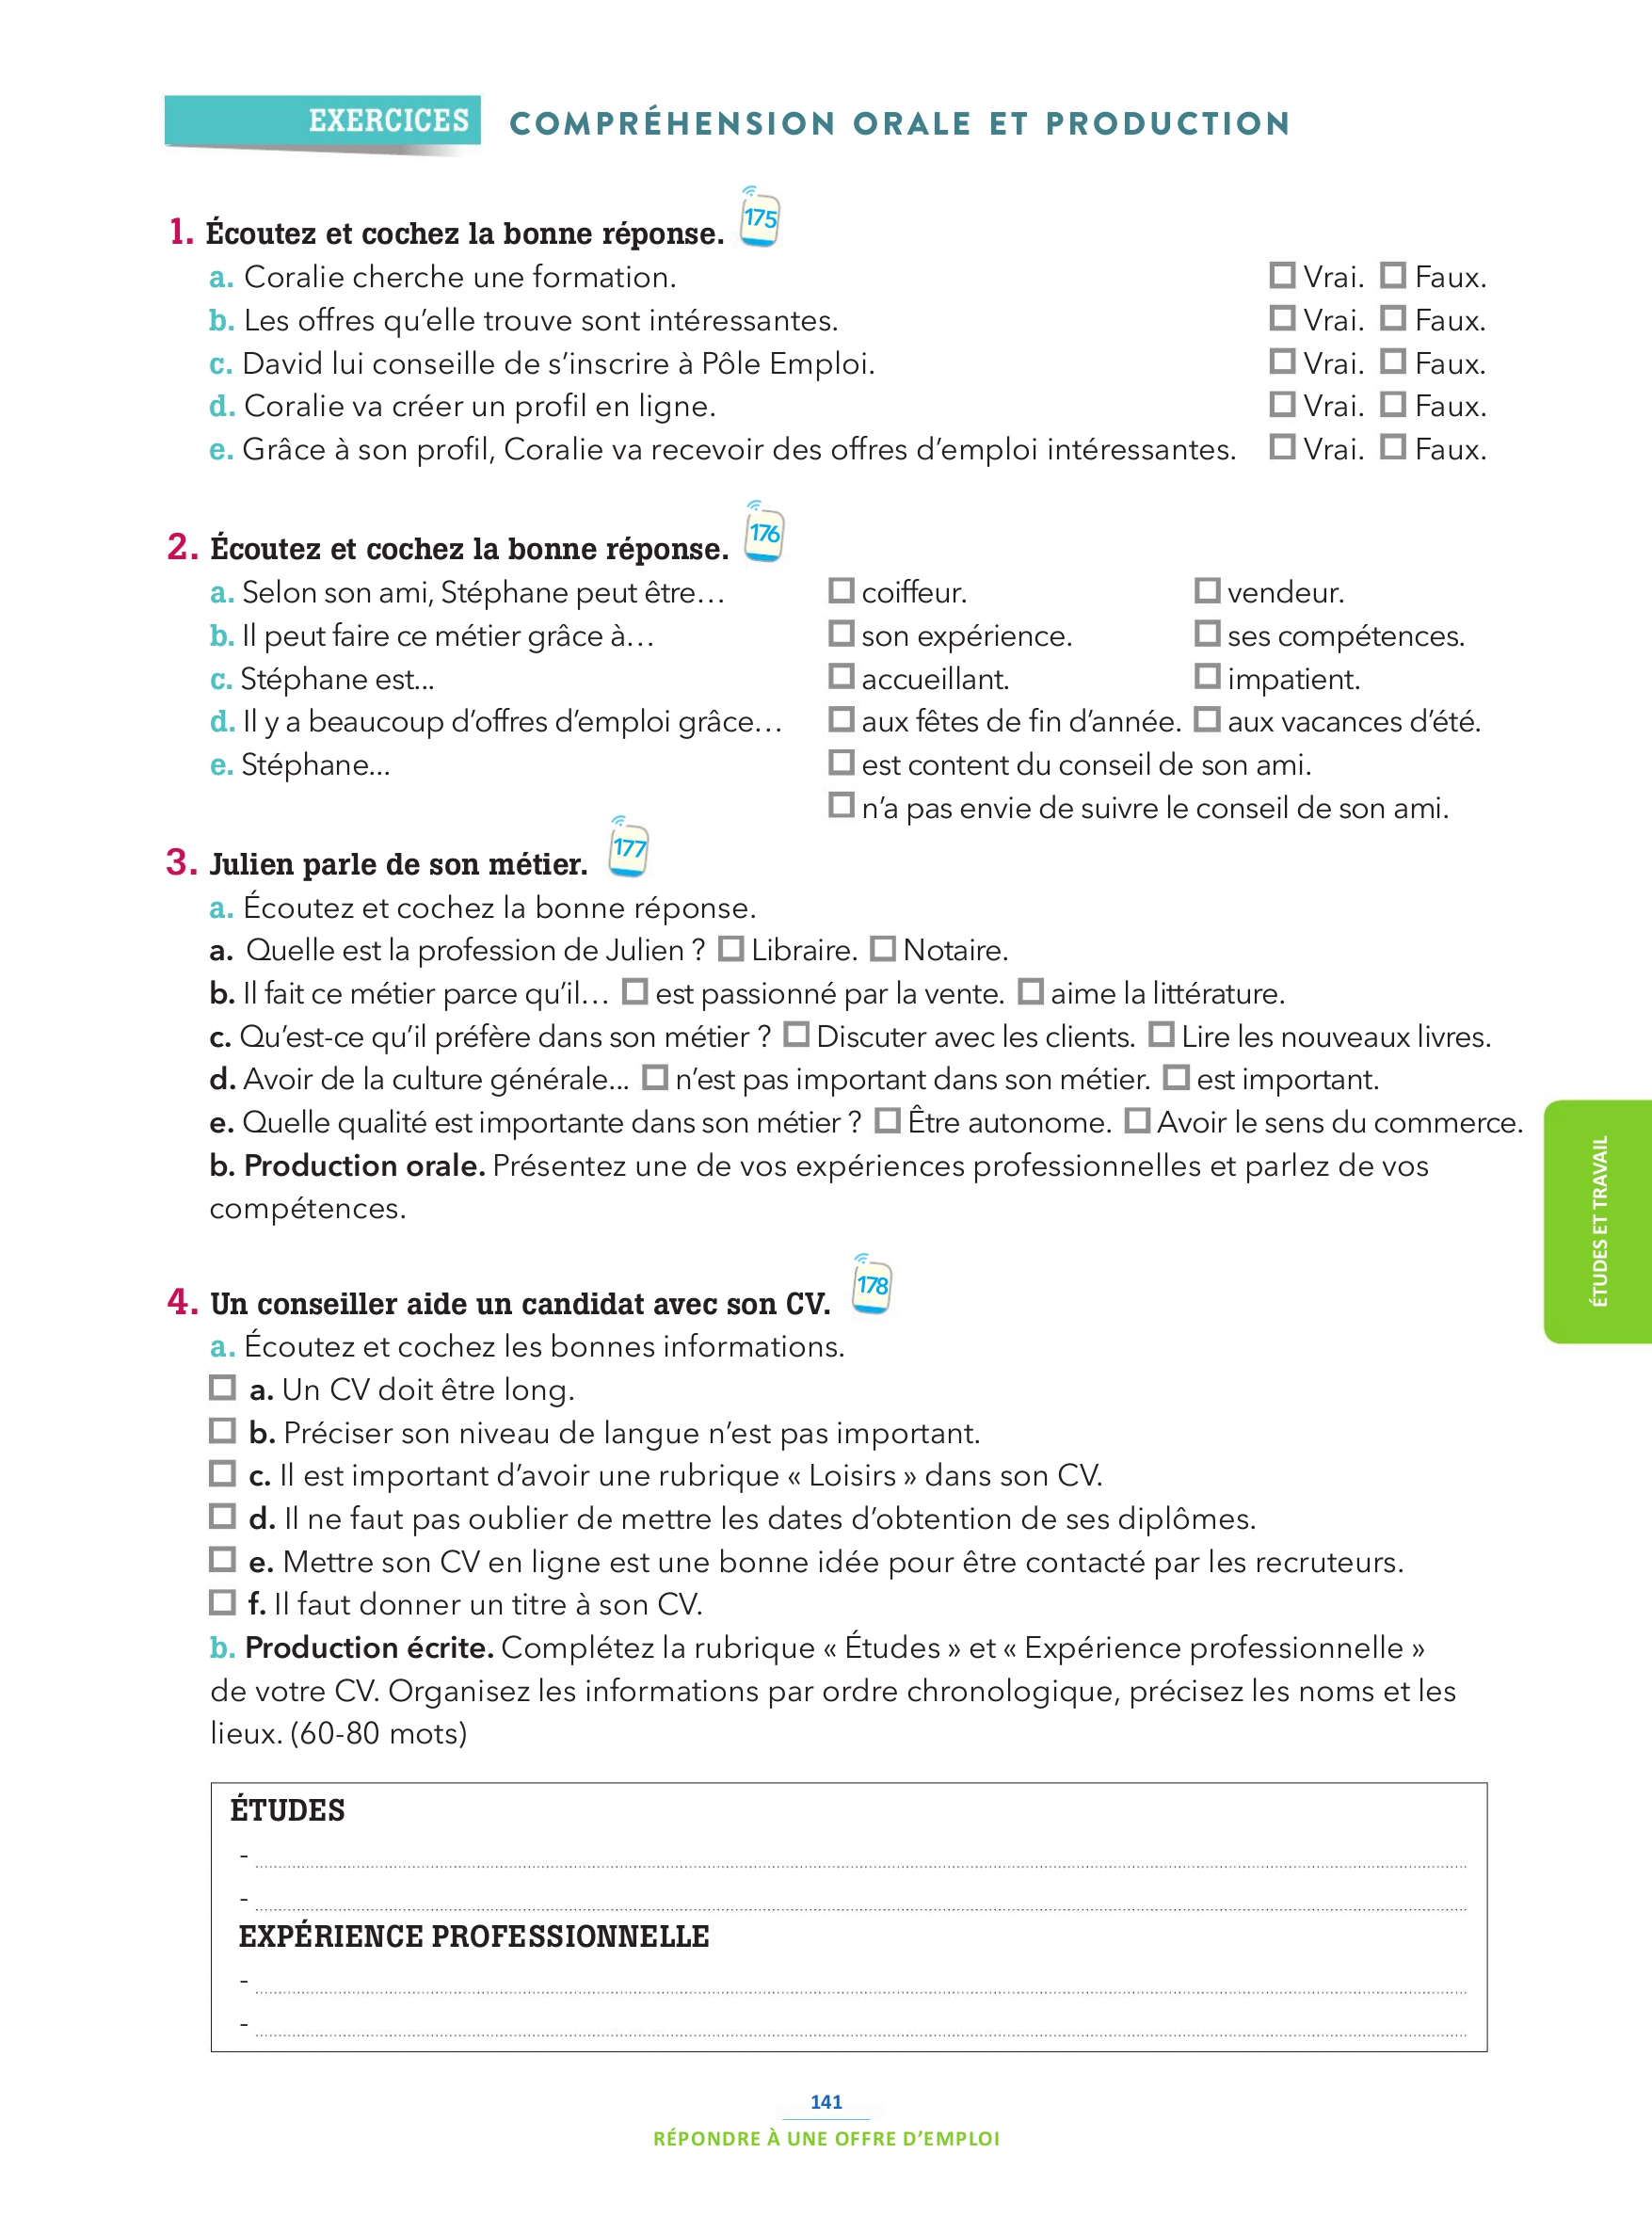 EXERCICES COMPRÉHENSION ORALE ET PRODUCTION
1. Écoutez et cochez la bonne réponse. 175
a. Coralie cherche une formation. Vrai. Faux.
b. Les offres qu'elle trouve sont intéressantes. Vrai. Faux.
c. David lui conseille de s'inscrire à Pôle Emploi. Vrai. Faux.
d. Coralie va créer un profil en ligne. Vrai. Faux.
e. Grâce à son profil, Coralie va recevoir des offres d'emploi intéressantes. Vrai. Faux.
2. Écoutez et cochez la bonne réponse. 176
a. Selon son ami, Stéphane peut être… coiffeur. vendeur.
b. Il peut faire ce métier grâce à… son expérience. ses compétences.
c. Stéphane est... accueillant. impatient.
d. Il y a beaucoup d'offres d'emploi grâce… aux fêtes de fin d'année. aux vacances d'été.
e. Stéphane... est content du conseil de son ami.
n'a pas envie de suivre le conseil de son ami.
3. Julien parle de son métier. 177
a. Écoutez et cochez la bonne réponse.
a. Quelle est la profession de Julien ? Libraire. Notaire.
b. Il fait ce métier parce qu'il… est passionné par la vente. aime la littérature.
c. Qu'est-ce qu'il préfère dans son métier ? Discuter avec les clients. Lire les nouveaux livres.
d. Avoir de la culture générale... n'est pas important dans son métier. est important.
e. Quelle qualité est importante dans son métier ? Être autonome. Avoir le sens du commerce.
b. Production orale. Présentez une de vos expériences professionnelles et parlez de vos
compétences.
4. Un conseiller aide un candidat avec son CV. 178
a. Écoutez et cochez les bonnes informations.
a. Un CV doit être long.
b. Préciser son niveau de langue n'est pas important.
c. Il est important d'avoir une rubrique « Loisirs » dans son CV.
d. Il ne faut pas oublier de mettre les dates d'obtention de ses diplômes.
e. Mettre son CV en ligne est une bonne idée pour être contacté par les recruteurs.
f. Il faut donner un titre à son CV.
b. Production écrite. Complétez la rubrique « Études » et « Expérience professionnelle »
de votre CV. Organisez les informations par ordre chronologique, précisez les noms et les
lieux. (60-80 mots)
ÉTUDES
-
-
EXPÉRIENCE PROFESSIONNELLE
-
-
ÉTUDES ET TRAVAIL
141
RÉPONDRE À UNE OFFRE D'EMPLOI